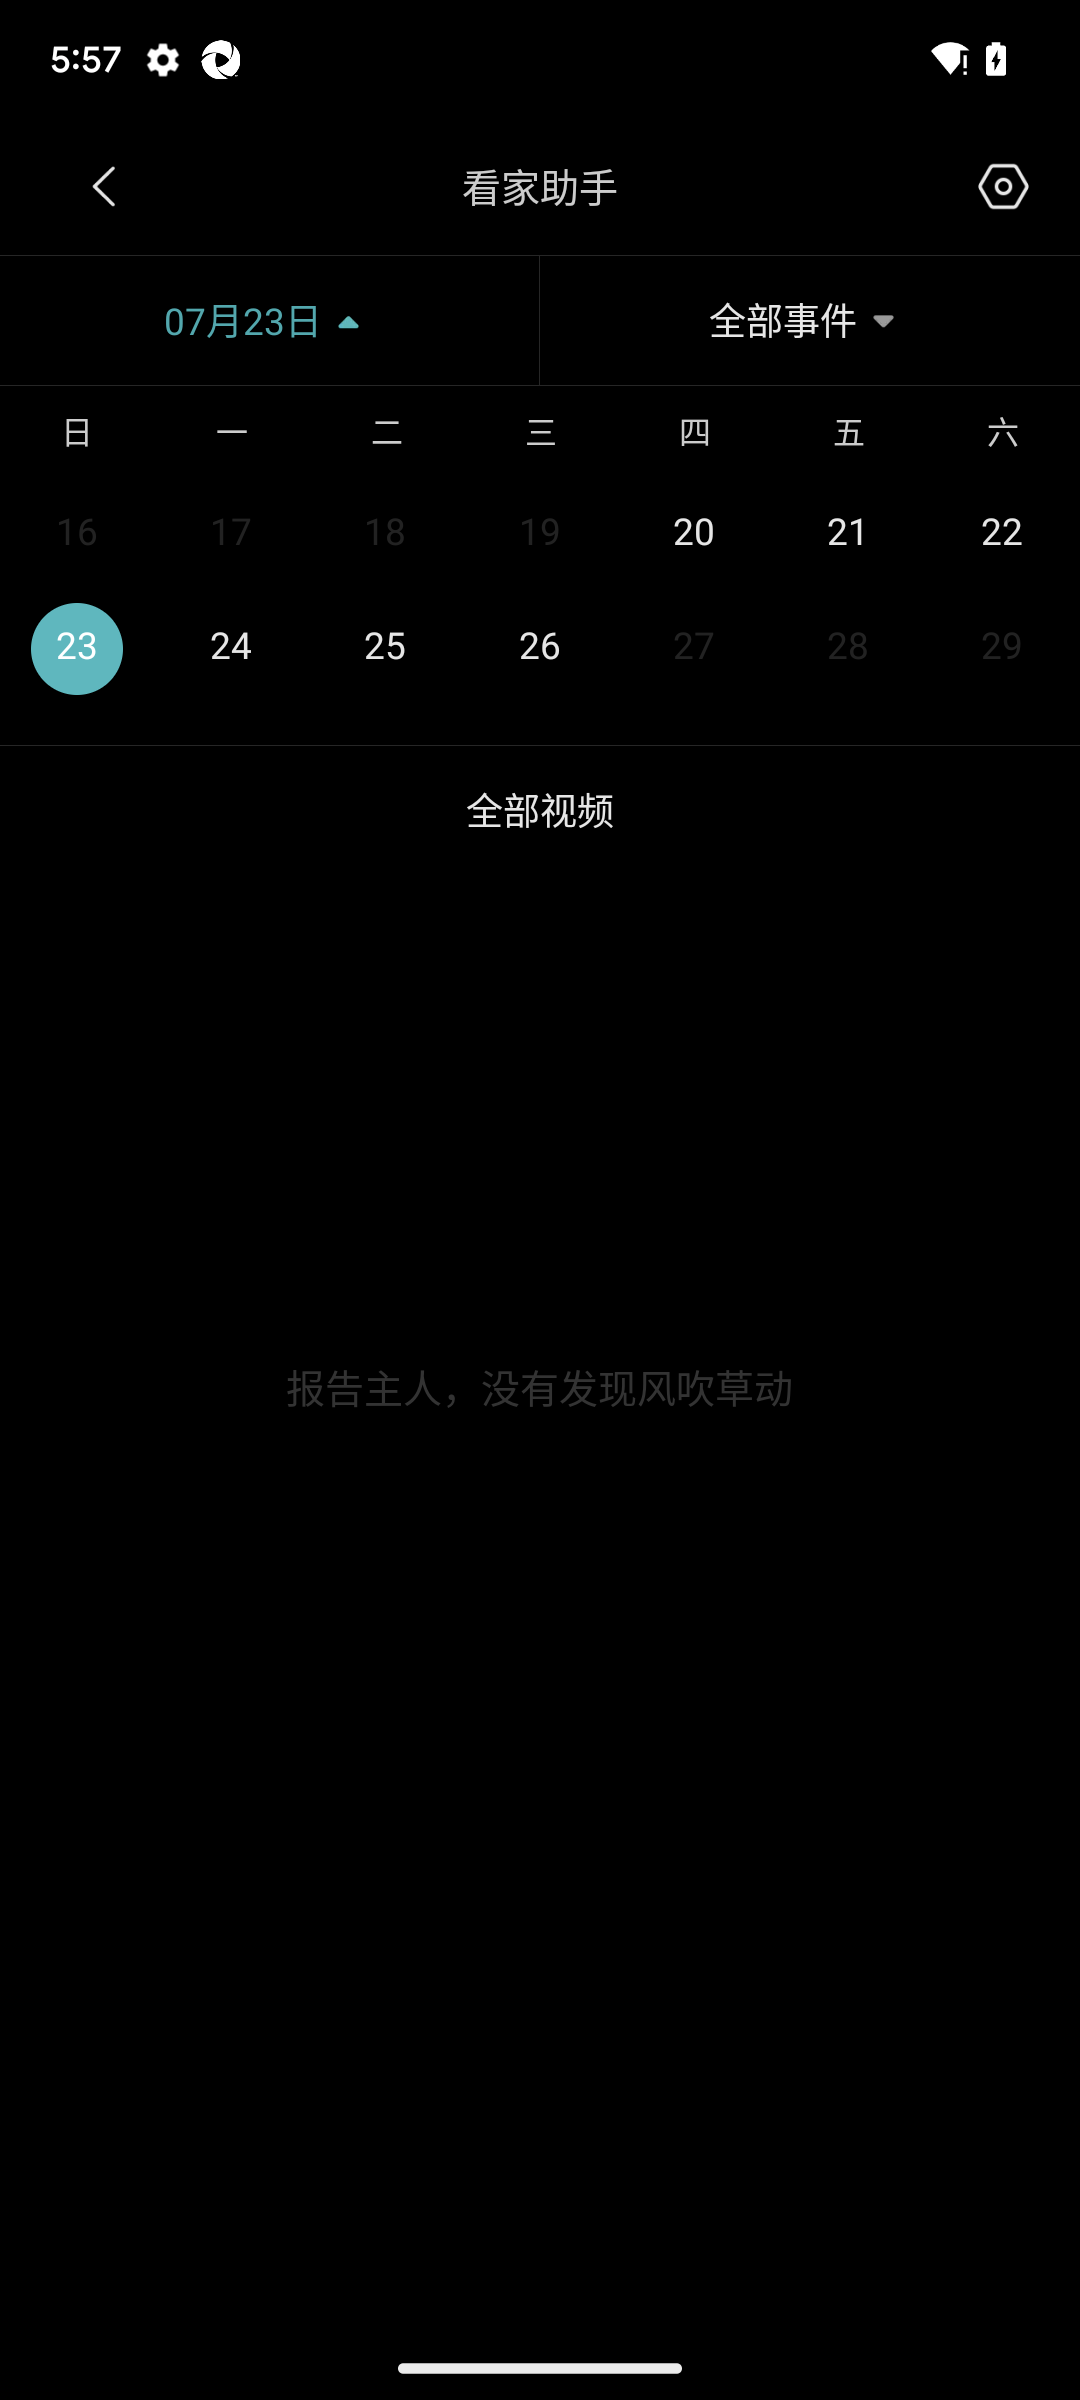 5:57
看家助手
07月23日
全部事件
日 一 二 三 四 五 六
16 17 18 19 20 21 22
23 24 25 26 27 28 29
全部视频
报告主人，没有发现风吹草动